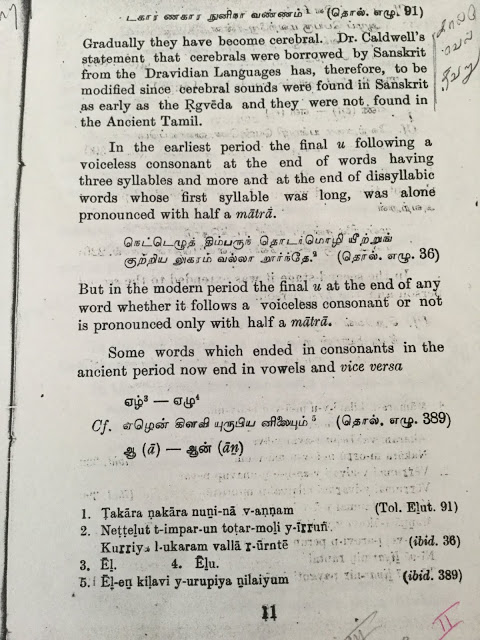 டகார ணகார நுனிநா வண்ணம்¹ (தொல். எழு. 91)
Gradually they have become cerebral. Dr. Caldwell's
statement that cerebrals were borrowed by Sanskrit
from the Dravidian Languages has, therefore, to be
modified since cerebral sounds were found in Sanskrit
as early as the Ṛgvēda and they were not found in
the Ancient Tamil.
In the earliest period the final u following a
voiceless consonant at the end of words having
three syllables and more and at the end of dissyllabic
words whose first syllable was long, was alone
pronounced with half a mātrā.
நெட்டெழுத் திம்பருந் தொடர்மொழி யீற்றுங்
குற்றிய லுகரம் வல்லா றூர்ந்தே.² (தொல். எழு. 36)
But in the modern period the final u at the end of any
word whether it follows a voiceless consonant or not
is pronounced only with half a mātrā.
Some words which ended in consonants in the
ancient period now end in vowels and vice versa
ஏழ்³ — ஏழு⁴
Cf. ஏழென் கிளவி யுருபிய னிலையும்⁵ (தொல். எழு. 389)
ஆ (ā) — ஆன் (āṉ)
1. Ṭakāra ṇakāra nuṉi-nā v-aṇṇam (Tol. Eḻut. 91)
2. Neṭṭeḻut t-impar-un toṭar-moḻi y-īṟṟuṅ
Kuṟṟiya l-ukaram vallā ṟ-ūrntē (ibid. 36)
3. Ēḻ. 4. Ēḻu.
5. Ēḻ-eṉ kiḷavi y-urupiya ṉilaiyum (ibid. 389)
11
II